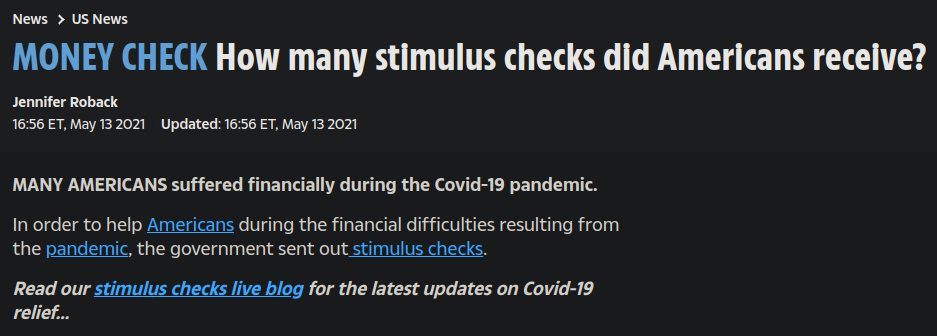 News > US News
MONEY CHECK How many stimulus checks did Americans receive?
Jennifer Roback
16:56 ET, May 13 2021 Updated: 16:56 ET, May 13 2021
MANY AMERICANS suffered financially during the Covid-19 pandemic.
In order to help Americans during the financial difficulties resulting from
the pandemic, the government sent out stimulus checks.
Read our stimulus checks live blog for the latest updates on Covid-19
relief...